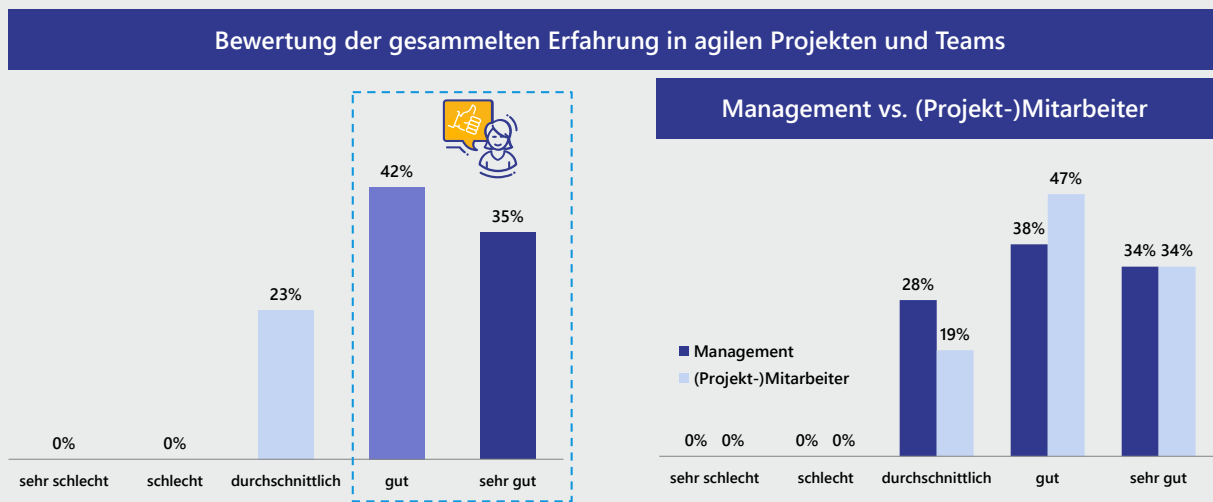 Bewertung der gesammelten Erfahrung in agilen Projekten und Teams
42%
35%
23%
0%
0%
sehr schlecht
schlecht
durchschnittlich
gut
sehr gut
Management vs. (Projekt-)Mitarbeiter
47%
38%
34% 34%
28%
19%
Management
(Projekt-)Mitarbeiter
0% 0%
0% 0%
sehr schlecht
schlecht
durchschnittlich
gut
sehr gut